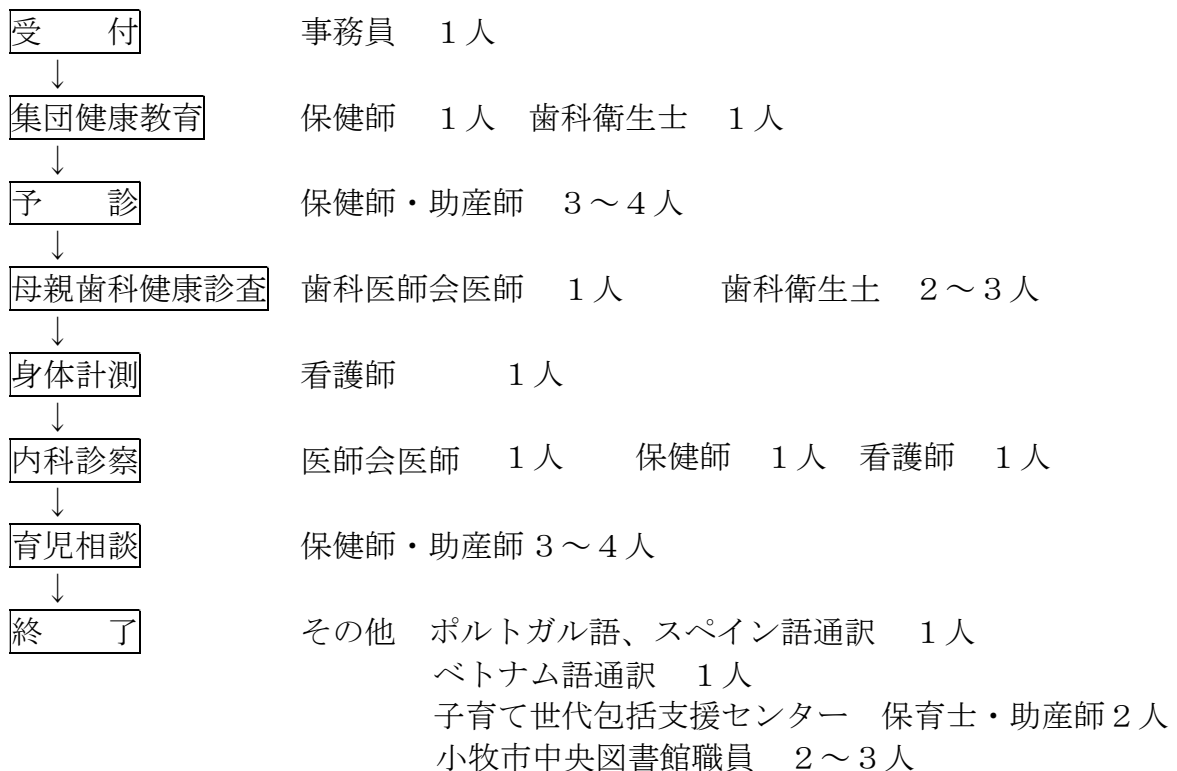 受　　付　　事務員　１人
↓
集団健康教育　　保健師　１人　歯科衛生士　１人
↓
予　　診　　保健師・助産師　３～４人
↓
母親歯科健康診査　歯科医師会医師　１人　　歯科衛生士　２～３人
↓
身体計測　　看護師　　１人
↓
内科診察　　医師会医師　１人　　保健師　１人　看護師　１人
↓
育児相談　　保健師・助産師３～４人
↓
終　　了　　その他　ポルトガル語、スペイン語通訳　１人
ベトナム語通訳　１人
子育て世代包括支援センター　保育士・助産師２人
小牧市中央図書館職員　２～３人